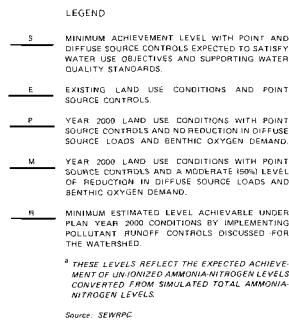 LEGEND
S MINIMUM ACHIEVEMENT LEVEL WITH POINT AND
DIFFUSE SOURCE CONTROLS EXPECTED TO SATISFY
WATER USE OBJECTIVES AND SUPPORTING WATER
QUALITY STANDARDS.
E EXISTING LAND USE CONDITIONS AND POINT
SOURCE CONTROLS.
P YEAR 2000 LAND USE CONDITIONS WITH POINT
SOURCE CONTROLS AND NO REDUCTION IN DIFFUSE
SOURCE LOADS AND BENTHIC OXYGEN DEMAND.
M YEAR 2000 LAND USE CONDITIONS WITH POINT
SOURCE CONTROLS AND A MODERATE (50%) LEVEL
OF REDUCTION IN DIFFUSE SOURCE LOADS AND
BENTHIC OXYGEN DEMAND.
R MINIMUM ESTIMATED LEVEL ACHIEVABLE UNDER
PLAN YEAR 2000 CONDITIONS BY IMPLEMENTING
POLLUTANT RUNOFF CONTROLS DISCUSSED FOR
THE WATERSHED.
a THESE LEVELS REFLECT THE EXPECTED ACHIEVE-
MENT OF UN-IONIZED AMMONIA-NITROGEN LEVELS
CONVERTED FROM SIMULATED TOTAL AMMONIA-
NITROGEN LEVELS.
Source: SEWRPC.